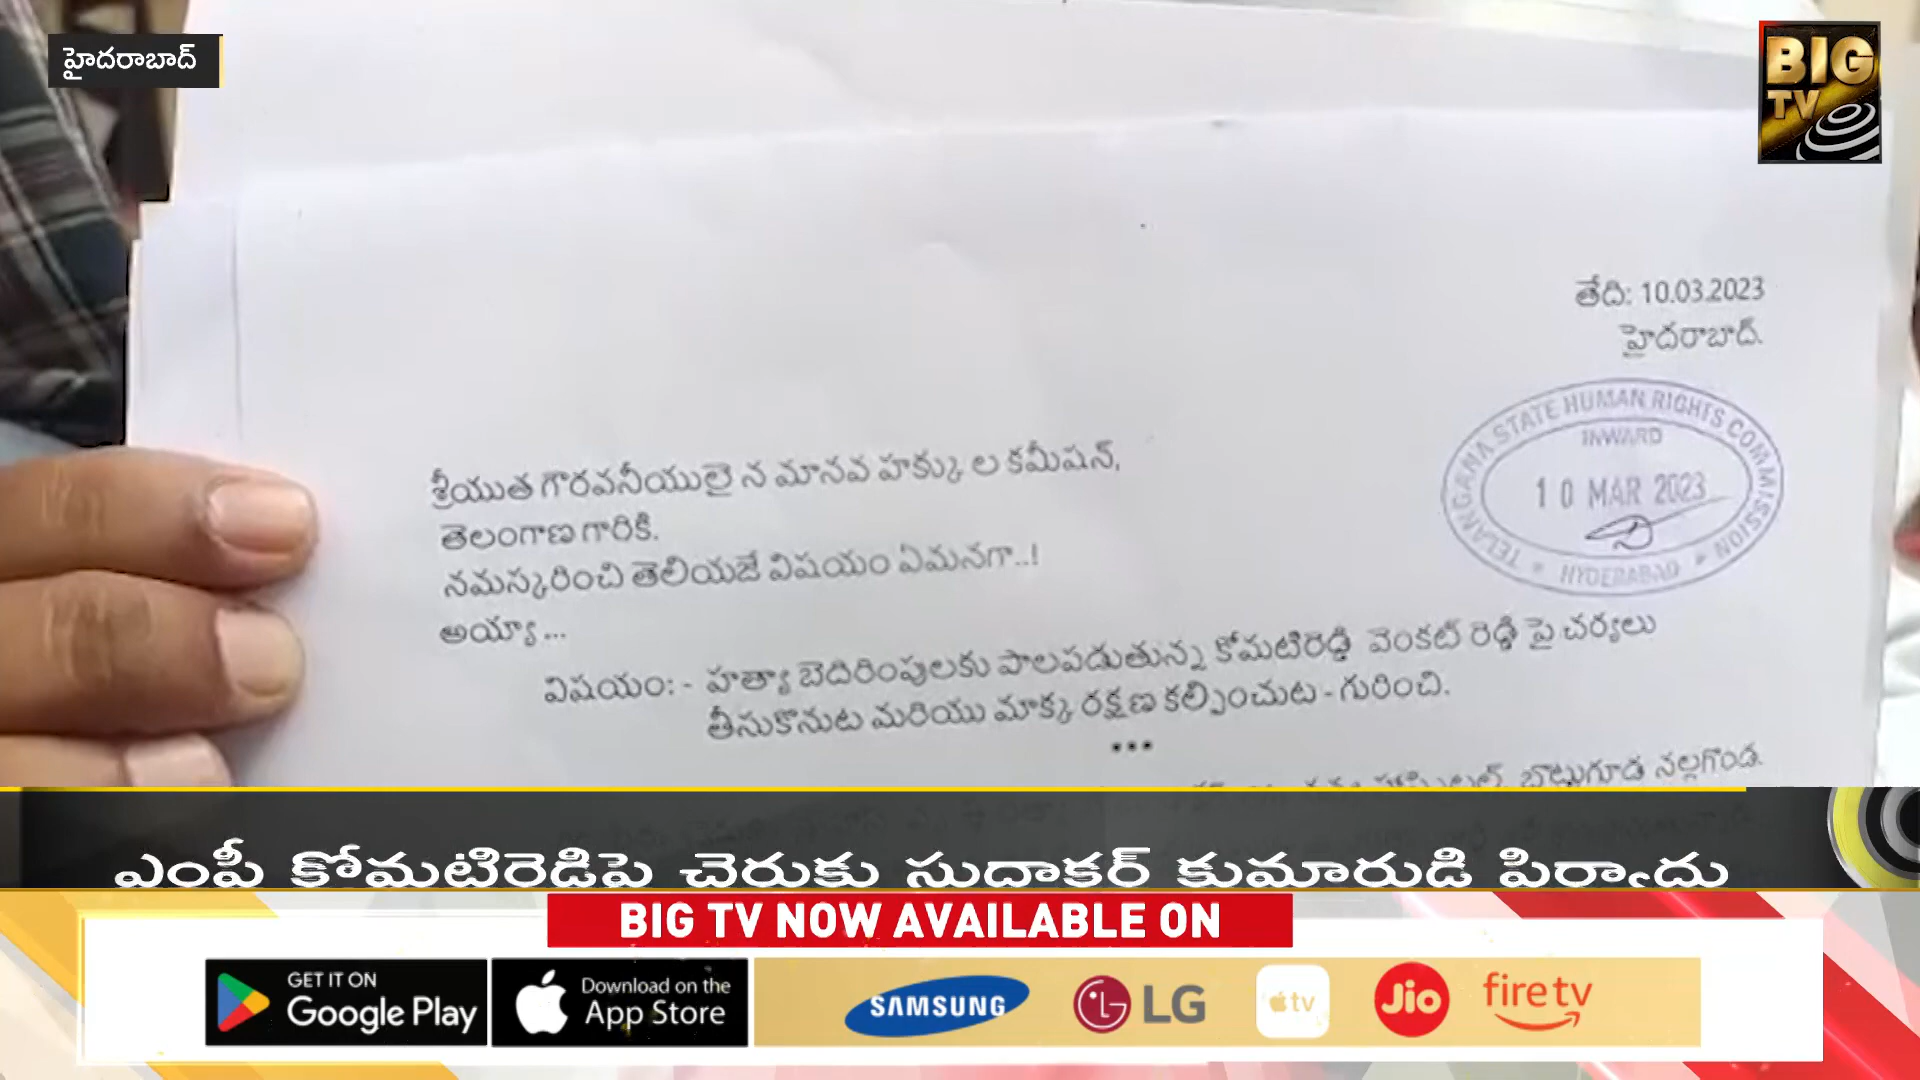 హైదరాబాద్
BIG
TV
తేది: 10.03.2023
హైదరాబాద్.
TELANGANA STATE HUMAN RIGHTS COMMISSION
INWARD
10 MAR 2023
* HYDERABAD *
శ్రీయుత గౌరవనీయులైన మానవ హక్కుల కమీషన్,
తెలంగాణ గారికి.
నమస్కరించి తెలియజే విషయం ఏమనగా..!
అయ్యా...
విషయం:- హత్యా బెదిరింపులకు పాలపడుతున్న కోమటిరెడ్డి వెంకట్ రెడ్డి పై చర్యలు
తీసుకొనుట మరియు మాక్క రక్షణ కల్పించుట - గురించి.
***
బొట్టుగూడ నల్లగొండ.
ఎంపీ కోమటిరెడ్డిపై చెరుకు సుధాకర్ కుమారుడి ఫిర్యాదు
BIG TV NOW AVAILABLE ON
GET IT ON
Google Play
Download on the
App Store
SAMSUNG
LG
tv
Jio
fire tv